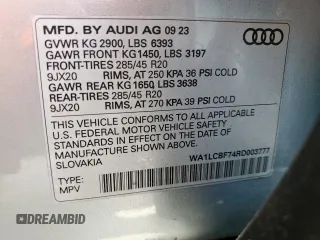 MFD. BY AUDI AG 09 23
GVWR KG 2900, LBS 6393
GAWR FRONT KG1450, LBS 3197
FRONT-TIRES 285/45 R20
9JX20 RIMS, AT 250 KPA 36 PSI COLD
GAWR REAR KG1650 LBS 3638
REAR-TIRES 285/45 R20
9JX20 RIMS, AT 270 KPA 39 PSI COLD
THIS VEHICLE CONFORMS TO ALL APPLICABLE
U.S. FEDERAL MOTOR VEHICLE SAFETY
STANDARDS IN EFFECT ON THE DATE OF
MANUFACTURE SHOWN ABOVE.
SLOVAKIA WA1LCBF74RD003777
TYPE:
MPV
DREAMBID